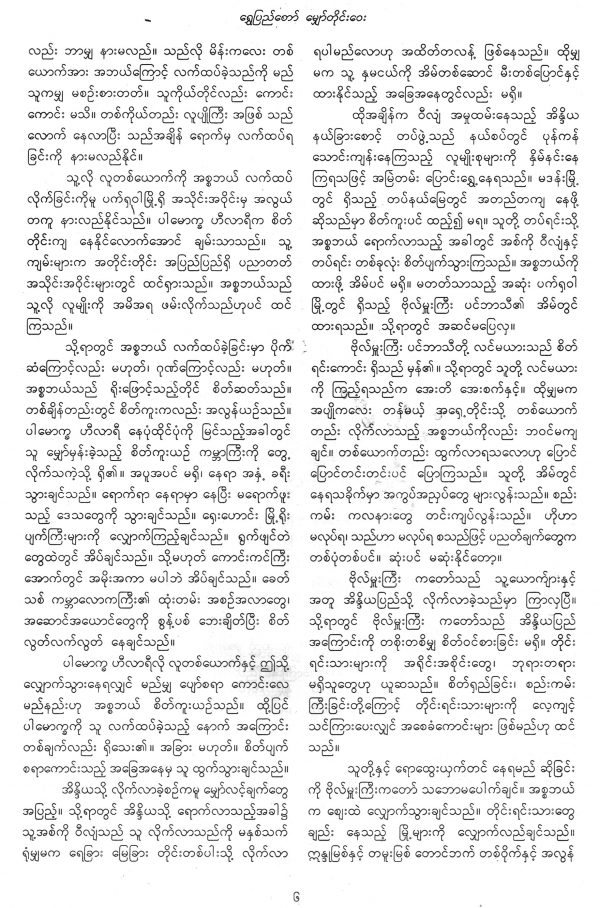 ရွှေပြည်တော် မျှော်တိုင်းဝေး
လည်း ဘာမျှ နားမလည်။ သည်လို မိန်းကလေး တစ်
ယောက်အား အဘယ်ကြောင့် လက်ထပ်ခဲ့သည်ကို မည်
သူကမျှ မစဉ်းစားတတ်။ သူကိုယ်တိုင်လည်း ကောင်း
ကောင်း မသိ။ တစ်ကိုယ်တည်း လူပျိုကြီး အဖြစ် သည်
လောက် နေလာပြီး သည်အချိန် ရောက်မှ လက်ထပ်ရ
ခြင်းကို နားမလည်နိုင်။
သူ့လို လူတစ်ယောက်ကို အစ္စဘယ် လက်ထပ်
လိုက်ခြင်းကိုမူ ပက်ရှဝါမြို့ရှိ အသိုင်းအဝိုင်းမှ အလွယ်
တကူ နားလည်နိုင်သည်။ ပါမောက္ခ ဟီလာရီက စိတ်
တိုင်းကျ နေနိုင်လောက်အောင် ချမ်းသာသည်။ သူ့
ကျမ်းများက အတိုင်းတိုင်း အပြည်ပြည်ရှိ ပညာတတ်
အသိုင်းအဝိုင်းများတွင် ထင်ရှားသည်။ အစ္စဘယ်သည်
သူ့လို လူမျိုးကို အမိအရ ဖမ်းလိုက်သည်ဟုပင် ထင်
ကြသည်။
သို့ရာတွင် အစ္စဘယ် လက်ထပ်ခဲ့ခြင်းမှာ ပိုက်
ဆံကြောင့်လည်း မဟုတ်၊ ဂုဏ်ကြောင့်လည်း မဟုတ်။
အစ္စဘယ်သည် ရိုးဖြောင့်သည့်တိုင် စိတ်ဆတ်သည်။
တစ်ချိန်တည်းတွင် စိတ်ကူးကလည်း အလွန်ယဉ်သည်။
ပါမောက္ခ ဟီလာရီ နေပုံထိုင်ပုံကို မြင်သည့်အခါတွင်
သူ မျှော်မှန်းခဲ့သည့် စိတ်ကူးယဉ် ကမ္ဘာကြီးကို တွေ့
လိုက်သကဲ့သို့ ရှိ၏။ အပူအပင် မရှိ၊ နေရာ အနှံ့ ခရီး
သွားချင်သည်။ ရောက်ရာ နေရာမှာ နေပြီး မရောက်ဖူး
သည့် ဒေသတွေကို သွားချင်သည်။ ရှေးဟောင်း မြို့ရိုး
ပျက်ကြီးများကို လျှောက်ကြည့်ချင်သည်။ ရွက်ဖျင်တဲ
တွေထဲတွင် အိပ်ချင်သည်။ သို့မဟုတ် ကောင်းကင်ကြီး
အောက်တွင် အမိုးအကာ မပါဘဲ အိပ်ချင်သည်။ ခေတ်
သစ် ကမ္ဘာလောကကြီး၏ ထုံးတမ်း အစဉ်အလာတွေ၊
အဆောင်အယောင်တွေကို စွန့်ပစ် ဘေးချိတ်ပြီး စိတ်
လွတ်လက်လွတ် နေချင်သည်။
ပါမောက္ခ ဟီလာရီလို လူတစ်ယောက်နှင့် ဤသို့
လျှောက်သွားနေရလျှင် မည်မျှ ပျော်စရာ ကောင်းလေ
မည်နည်းဟု အစ္စဘယ် စိတ်ကူးယဉ်သည်။ ထို့ပြင်
ပါမောက္ခကို သူ လက်ထပ်ခဲ့သည့် နောက် အကြောင်း
တစ်ချက်လည်း ရှိသေး၏။ အခြား မဟုတ်။ စိတ်ပျက်
စရာကောင်းသည့် အခြေအနေမှ သူ ထွက်သွားချင်သည်။
အိန္ဒိယသို့ လိုက်လာခဲ့စဉ်ကမူ မျှော်လင့်ချက်တွေ
အပြည့်။ သို့ရာတွင် အိန္ဒိယသို့ ရောက်လာသည့်အခါ၌
သူ့အစ်ကို ဝီလျံသည် သူ လိုက်လာသည်ကို မနှစ်သက်
ရုံမျှမက ရေခြား မြေခြား တိုင်းတစ်ပါးသို့ လိုက်လာ
ရပါမည်လောဟု အထိတ်တလန့် ဖြစ်နေသည်။ ထို့မျှ
မက သူ့ နှမငယ်ကို အိမ်တစ်ဆောင် မီးတစ်ပြောင်နှင့်
ထားနိုင်သည့် အခြေအနေတွင်လည်း မရှိ။
ထိုအချိန်က ဝီလျံ အမှုထမ်းနေသည့် အိန္ဒိယ
နယ်ခြားစောင့် တပ်ဖွဲ့သည် နယ်စပ်တွင် ပုန်ကန်
သောင်းကျန်းနေကြသည့် လူမျိုးစုများကို နှိမ်နင်းနေ
ကြရသဖြင့် အမြဲတမ်း ပြောင်းရွှေ့နေရသည်။ မဒန်းမြို့
တွင် ရှိသည့် တပ်နယ်မြေတွင် အတည်တကျ နေဖို့
ဆိုသည်မှာ စိတ်ကူးပင် ထည့်၍ မရ။ သူတို့ တပ်ရင်းသို့
အစ္စဘယ် ရောက်လာသည့် အခါတွင် အစ်ကို ဝီလျံနှင့်
တပ်ရင်း တစ်ခုလုံး စိတ်ပျက်သွားကြသည်။ အစ္စဘယ်ကို
ထားဖို့ အိမ်ပင် မရှိ။ မတတ်သာသည့် အဆုံး ပက်ရှဝါ
မြို့တွင် ရှိသည့် ဗိုလ်မှူးကြီး ပင်ဘာသီ၏ အိမ်တွင်
ထားရသည်။ သို့ရာတွင် အဆင်မပြေလှ။
ဗိုလ်မှူးကြီး ပင်ဘာသီတို့ လင်မယားသည် စိတ်
ရင်းကောင်း ရှိသည် မှန်၏။ သို့ရာတွင် သူတို့ လင်မယား
ကို ကြည့်ရသည်က အေးတိ အေးစက်နှင့်။ ထို့မျှမက
အပျိုကလေး တန်မယ့် အရှေ့တိုင်းသို့ တစ်ယောက်
တည်း လိုက်လာသည့် အစ္စဘယ်ကိုလည်း ဘဝင်မကျ
ချင်။ တစ်ယောက်တည်း ထွက်လာရသလောဟု ပြောင်
ပြောင်တင်းတင်းပင် ပြောကြသည်။ သူတို့ အိမ်တွင်
နေရသခိုက်မှာ အကွပ်အညှပ်တွေ များလွန်းသည်။ စည်း
ကမ်း ကလနားတွေ တင်းကျပ်လွန်းသည်။ ဟိုဟာ
မလုပ်ရ၊ သည်ဟာ မလုပ်ရ စသည်ဖြင့် ပညတ်ချက်တွေက
တစ်ပုံတစ်ပင်။ ဆုံးပင် မဆုံးနိုင်တော့။
ဗိုလ်မှူးကြီး ကတော်သည် သူ့ယောက်ျားနှင့်
အတူ အိန္ဒိယပြည်သို့ လိုက်လာခဲ့သည်မှာ ကြာလှပြီ။
သို့ရာတွင် ဗိုလ်မှူးကြီး ကတော်သည် အိန္ဒိယပြည်
အကြောင်းကို တစိုးတစိမျှ စိတ်ဝင်စားခြင်း မရှိ။ တိုင်း
ရင်းသားများကို အရိုင်းအစိုင်းတွေ၊ ဘုရားတရား
မရှိသူတွေဟု ယူဆသည်။ စိတ်ရှည်ခြင်း၊ စည်းကမ်း
ကြီးခြင်းတို့ကြောင့် တိုင်းရင်းသားများကို လေ့ကျင့်
သင်ကြားပေးလျှင် အစေခံကောင်းများ ဖြစ်မည်ဟု ထင်
သည်။
သူတို့နှင့် ရောထွေးယှက်တင် နေရမည် ဆိုခြင်း
ကို ဗိုလ်မှူးကြီးကတော် သဘောမပေါက်ချင်။ အစ္စဘယ်
က ဈေးထဲ လျှောက်သွားချင်သည်။ တိုင်းရင်းသားတွေ
ချည်း နေသည့် မြို့များကို လျှောက်လည်ချင်သည်။
ဣန္ဒုမြစ်နှင့် တမူးမြစ် တောင်ဘက် တစ်ဝိုက်နှင့် အလွန်
၆